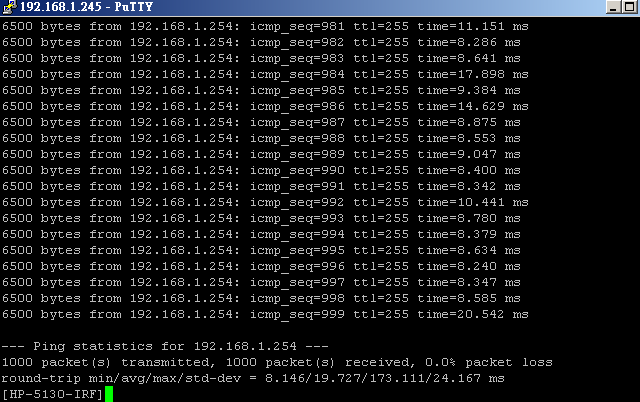 192.168.1.245 - PuTTY
6500 bytes from 192.168.1.254: icmp_seq=981 ttl=255 time=11.151 ms
6500 bytes from 192.168.1.254: icmp_seq=982 ttl=255 time=8.286 ms
6500 bytes from 192.168.1.254: icmp_seq=983 ttl=255 time=8.641 ms
6500 bytes from 192.168.1.254: icmp_seq=984 ttl=255 time=17.898 ms
6500 bytes from 192.168.1.254: icmp_seq=985 ttl=255 time=9.384 ms
6500 bytes from 192.168.1.254: icmp_seq=986 ttl=255 time=14.629 ms
6500 bytes from 192.168.1.254: icmp_seq=987 ttl=255 time=8.875 ms
6500 bytes from 192.168.1.254: icmp_seq=988 ttl=255 time=8.553 ms
6500 bytes from 192.168.1.254: icmp_seq=989 ttl=255 time=9.047 ms
6500 bytes from 192.168.1.254: icmp_seq=990 ttl=255 time=8.400 ms
6500 bytes from 192.168.1.254: icmp_seq=991 ttl=255 time=8.342 ms
6500 bytes from 192.168.1.254: icmp_seq=992 ttl=255 time=10.441 ms
6500 bytes from 192.168.1.254: icmp_seq=993 ttl=255 time=8.780 ms
6500 bytes from 192.168.1.254: icmp_seq=994 ttl=255 time=8.379 ms
6500 bytes from 192.168.1.254: icmp_seq=995 ttl=255 time=8.634 ms
6500 bytes from 192.168.1.254: icmp_seq=996 ttl=255 time=8.240 ms
6500 bytes from 192.168.1.254: icmp_seq=997 ttl=255 time=8.347 ms
6500 bytes from 192.168.1.254: icmp_seq=998 ttl=255 time=8.585 ms
6500 bytes from 192.168.1.254: icmp_seq=999 ttl=255 time=20.542 ms
--- Ping statistics for 192.168.1.254 ---
1000 packet(s) transmitted, 1000 packet(s) received, 0.0% packet loss
round-trip min/avg/max/std-dev = 8.146/19.727/173.111/24.167 ms
[HP-5130-IRF]